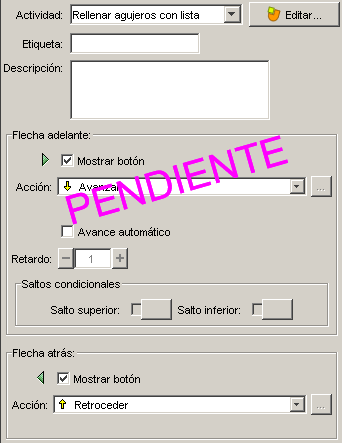 Actividad: Rellenar agujeros con lista Editar...
Etiqueta:
Descripción:
Flecha adelante:
Mostrar botón
Acción: Avanzar ...
PENDIENTE
Avance automático
Retardo: 1
Saltos condicionales
Salto superior: Salto inferior:
Flecha atrás:
Mostrar botón
Acción: Retroceder ...